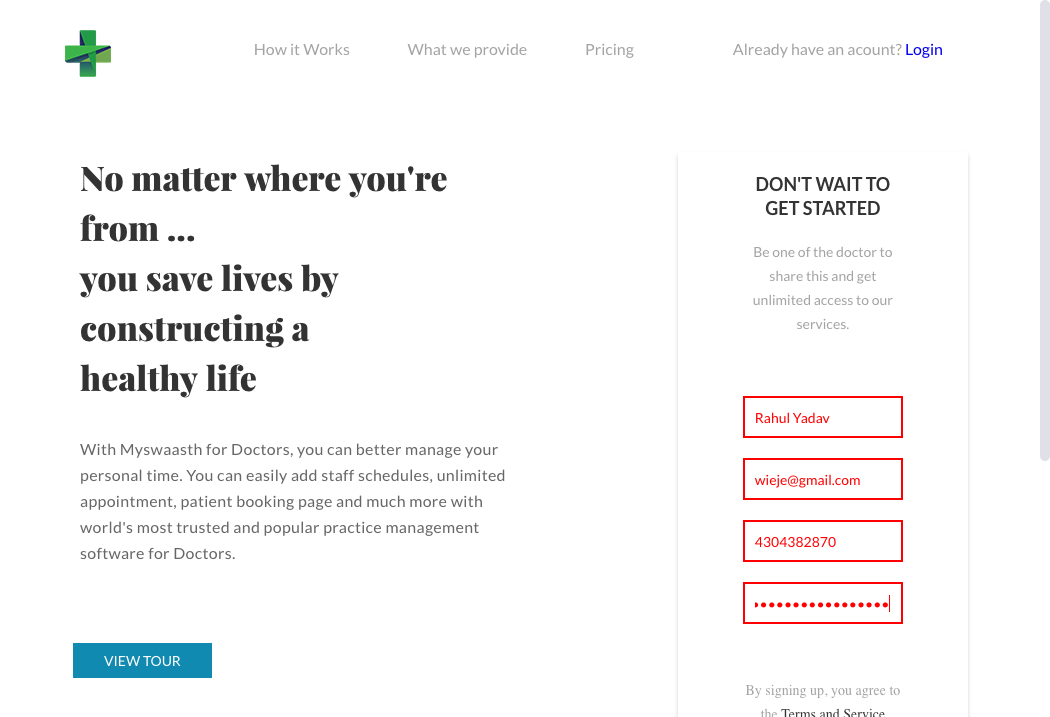 How it Works What we provide Pricing Already have an acount? Login
No matter where you're
from ...
you save lives by
constructing a
healthy life
With Myswaasth for Doctors, you can better manage your
personal time. You can easily add staff schedules, unlimited
appointment, patient booking page and much more with
world's most trusted and popular practice management
software for Doctors.
VIEW TOUR
DON'T WAIT TO
GET STARTED
Be one of the doctor to
share this and get
unlimited access to our
services.
Rahul Yadav
wieje@gmail.com
4304382870
By signing up, you agree to
the Terms and Service